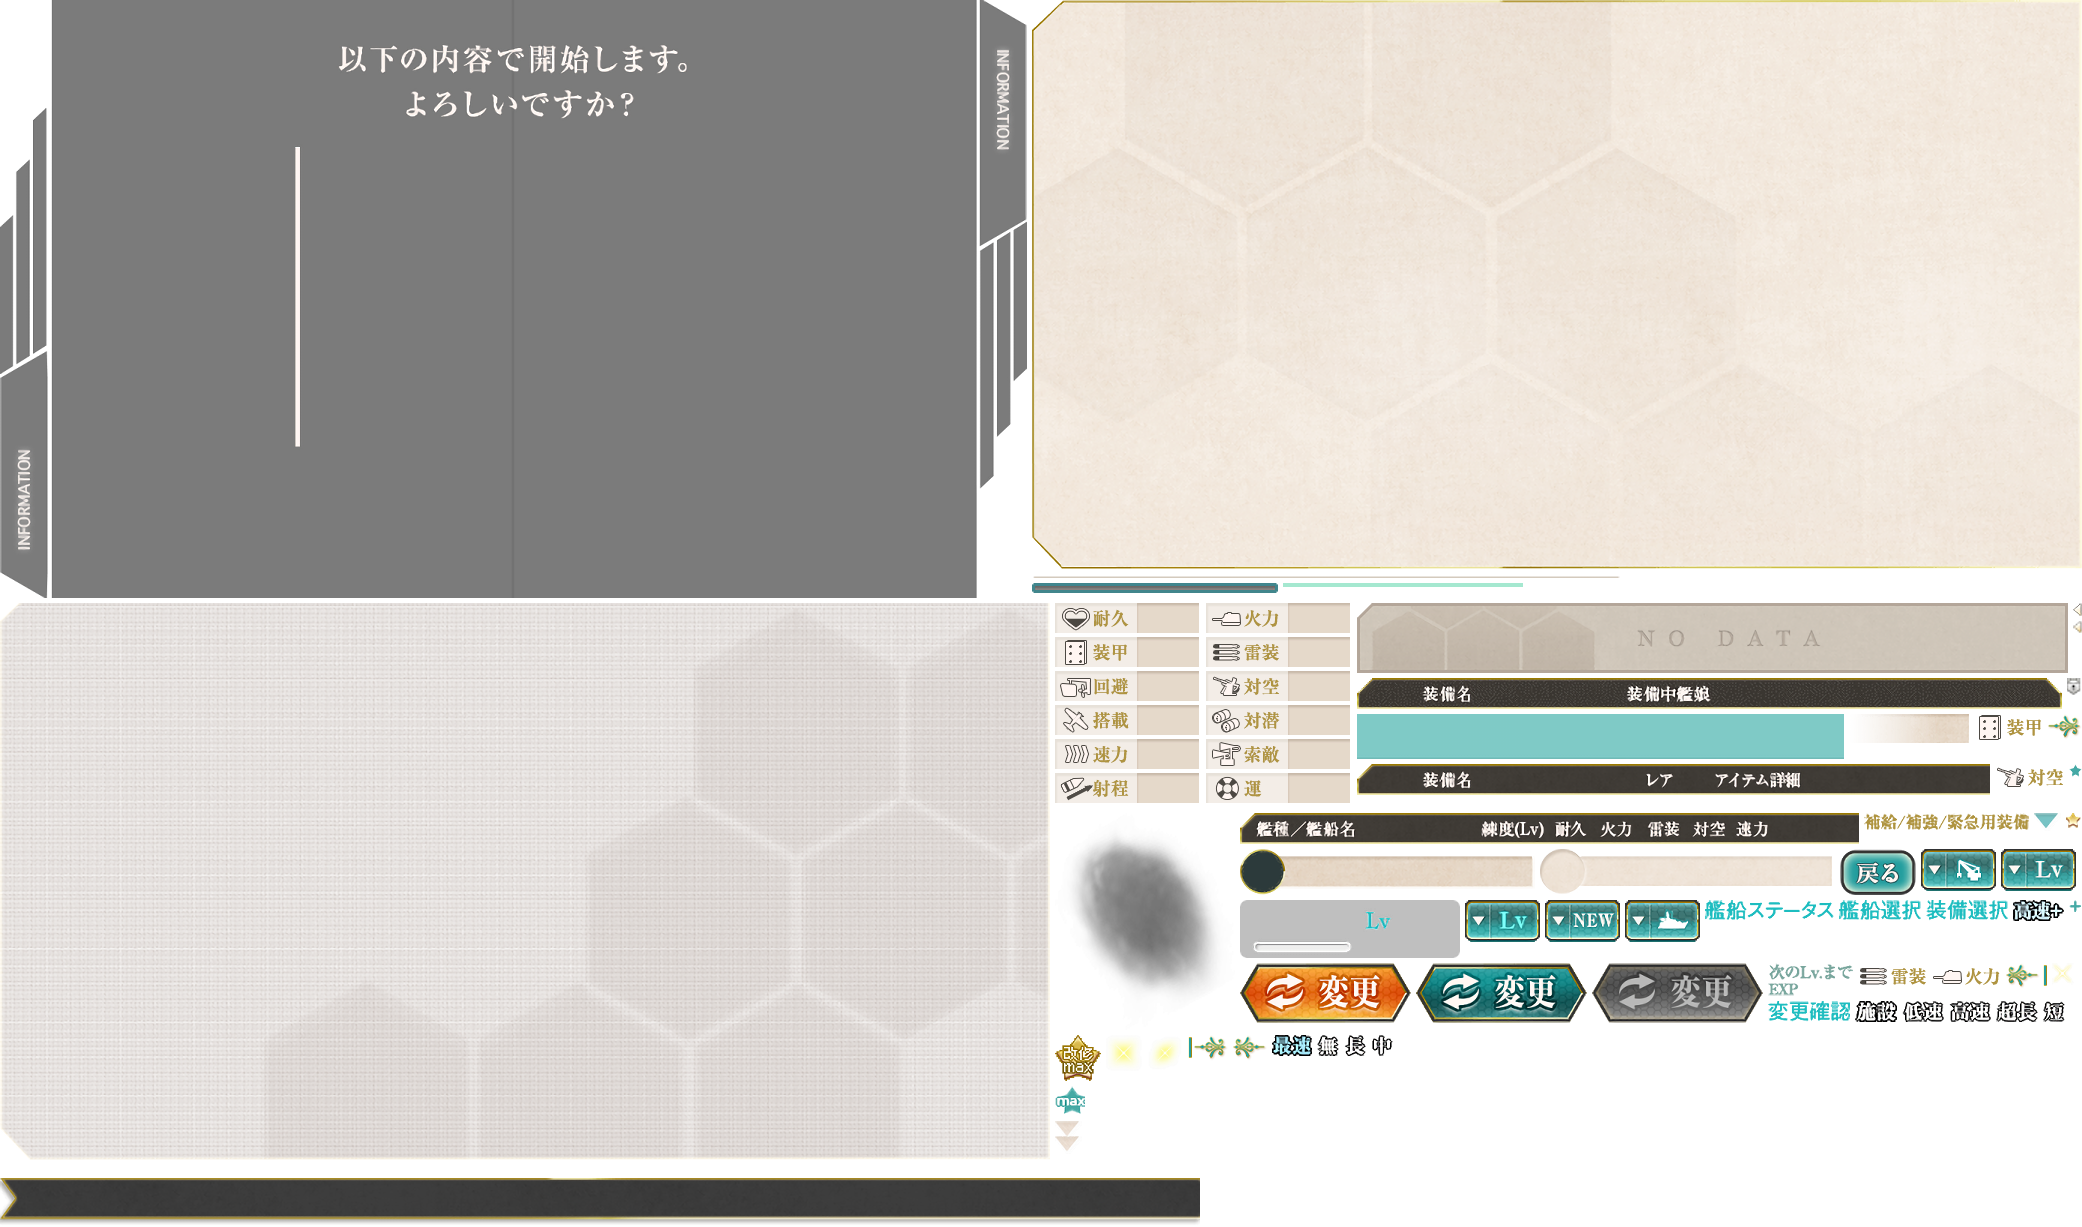 以下の内容で開始します。
よろしいですか？
INFORMATION
INFORMATION
耐久 火力
装甲 雷装
回避 対空
搭載 対潜
速力 索敵
射程 運
NO DATA
装備名 装備中艦娘
装甲
装備名 レア アイテム詳細
対空
艦種／艦船名 練度(Lv) 耐久 火力 雷装 対空 速力
補給/補強/緊急用装備
戻る
Lv
Lv
Lv
NEW
艦船ステータス 艦船選択 装備選択 高速+
変更
変更
変更
次のLv.まで
EXP
雷装 火力
変更確認 施設 低速 高速 超長 短
改修
max
最速 無 長 中
max